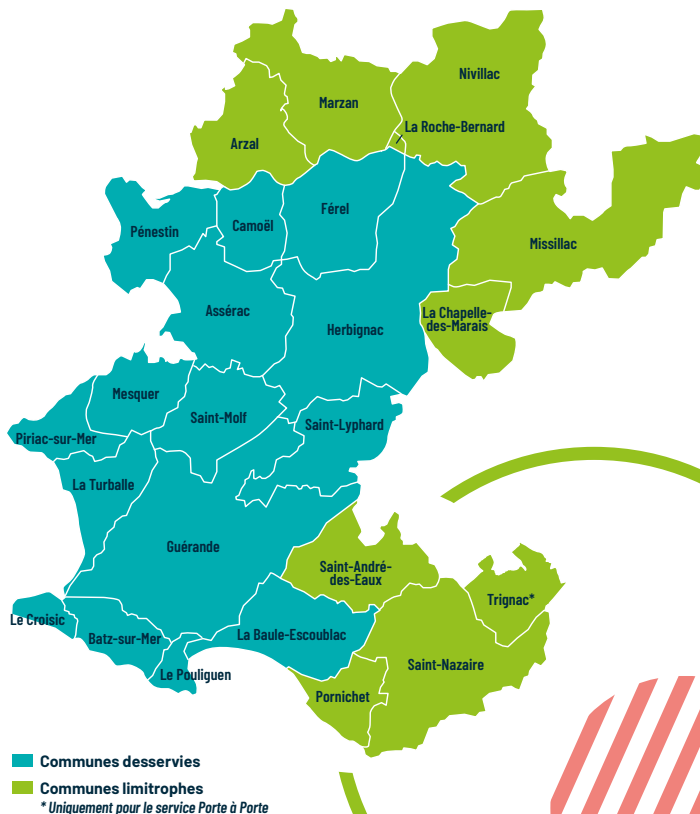 Nivillac
Marzan
La Roche-Bernard
Arzal
Férel
Camoël
Pénestin
Missillac
Assérac
La Chapelle-
des-Marais
Herbignac
Mesquer
Saint-Molf
Saint-Lyphard
Piriac-sur-Mer
La Turballe
Guérande
Saint-André-
des-Eaux
Trignac*
Le Croisic
Batz-sur-Mer
La Baule-Escoublac
Saint-Nazaire
Le Pouliguen
Pornichet
Communes desservies
Communes limitrophes
* Uniquement pour le service Porte à Porte